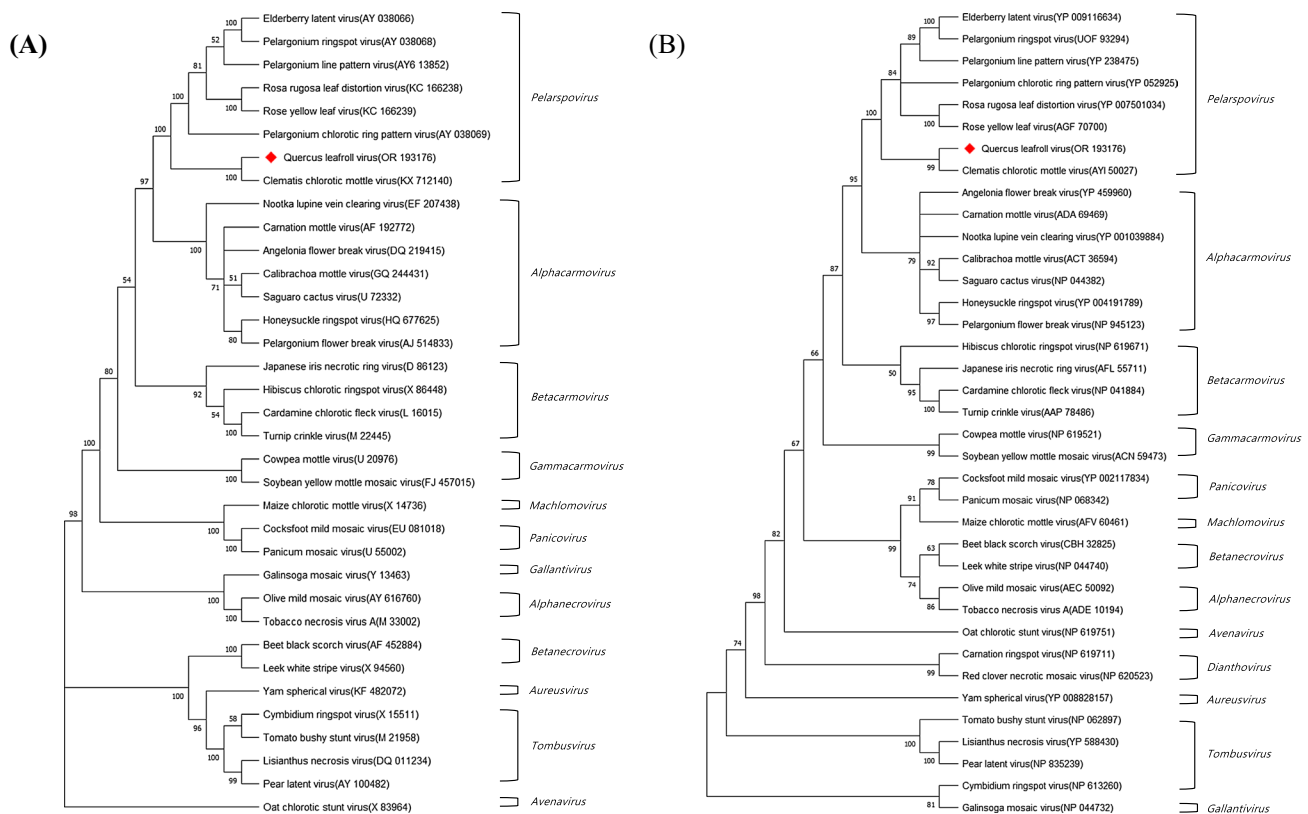 (A)
Elderberry latent virus(AY 038066)
Pelargonium ringspot virus(AY 038068)
Pelargonium line pattern virus(AY6 13852)
Rosa rugosa leaf distortion virus(KC 166238)
Rose yellow leaf virus(KC 166239)
Pelargonium chlorotic ring pattern virus(AY 038069)
Quercus leafroll virus(OR 193176)
Clematis chlorotic mottle virus(KX 712140)
Nootka lupine vein clearing virus(EF 207438)
Carnation mottle virus(AF 192772)
Angelonia flower break virus(DQ 219415)
Calibrachoa mottle virus(GQ 244431)
Saguaro cactus virus(U 72332)
Honeysuckle ringspot virus(HQ 677625)
Pelargonium flower break virus(AJ 514833)
Japanese iris necrotic ring virus(D 86123)
Hibiscus chlorotic ringspot virus(X 86448)
Cardamine chlorotic fleck virus(L 16015)
Turnip crinkle virus(M 22445)
Cowpea mottle virus(U 20976)
Soybean yellow mottle mosaic virus(FJ 457015)
Maize chlorotic mottle virus(X 14736)
Cocksfoot mild mosaic virus(EU 081018)
Panicum mosaic virus(U 55002)
Galinsoga mosaic virus(Y 13463)
Olive mild mosaic virus(AY 616760)
Tobacco necrosis virus A(M 33002)
Beet black scorch virus(AF 452884)
Leek white stripe virus(X 94560)
Yam spherical virus(KF 482072)
Cymbidium ringspot virus(X 15511)
Tomato bushy stunt virus(M 21958)
Lisianthus necrosis virus(DQ 011234)
Pear latent virus(AY 100482)
Oat chlorotic stunt virus(X 83964)
100
52
81
100
100
100
100
97
100
51
71
80
54
92
54
100
80
100
100
100
100
98
100
100
100
100
96
58
100
99
Pelarspovirus
Alphacarmovirus
Betacarmovirus
Gammacarmovirus
Machlomovirus
Panicovirus
Gallantivirus
Alphanecrovirus
Betanecrovirus
Aureusvirus
Tombusvirus
Avenavirus
(B)
Elderberry latent virus(YP 009116634)
Pelargonium ringspot virus(UOF 93294)
Pelargonium line pattern virus(YP 238475)
Pelargonium chlorotic ring pattern virus(YP 052925)
Rosa rugosa leaf distortion virus(YP 007501034)
Rose yellow leaf virus(AGF 70700)
Quercus leafroll virus(OR 193176)
Clematis chlorotic mottle virus(AYI 50027)
Angelonia flower break virus(YP 459960)
Carnation mottle virus(ADA 69469)
Nootka lupine vein clearing virus(YP 001039884)
Calibrachoa mottle virus(ACT 36594)
Saguaro cactus virus(NP 044382)
Honeysuckle ringspot virus(YP 004191789)
Pelargonium flower break virus(NP 945123)
Hibiscus chlorotic ringspot virus(NP 619671)
Japanese iris necrotic ring virus(AFL 55711)
Cardamine chlorotic fleck virus(NP 041884)
Turnip crinkle virus(AAP 78486)
Cowpea mottle virus(NP 619521)
Soybean yellow mottle mosaic virus(ACN 59473)
Cocksfoot mild mosaic virus(YP 002117834)
Panicum mosaic virus(NP 068342)
Maize chlorotic mottle virus(AFV 60461)
Beet black scorch virus(CBH 32825)
Leek white stripe virus(NP 044740)
Olive mild mosaic virus(AEC 50092)
Tobacco necrosis virus A(ADE 10194)
Oat chlorotic stunt virus(NP 619751)
Carnation ringspot virus(NP 619711)
Red clover necrotic mosaic virus(NP 620523)
Yam spherical virus(YP 008828157)
Tomato bushy stunt virus(NP 062897)
Lisianthus necrosis virus(YP 588430)
Pear latent virus(NP 835239)
Cymbidium ringspot virus(NP 613260)
Galinsoga mosaic virus(NP 044732)
100
89
84
100
100
99
95
79
92
97
87
50
95
100
66
99
67
78
91
99
63
74
86
82
98
99
74
100
100
81
Pelarspovirus
Alphacarmovirus
Betacarmovirus
Gammacarmovirus
Panicovirus
Machlomovirus
Betanecrovirus
Alphanecrovirus
Avenavirus
Dianthovirus
Aureusvirus
Tombusvirus
Gallantivirus